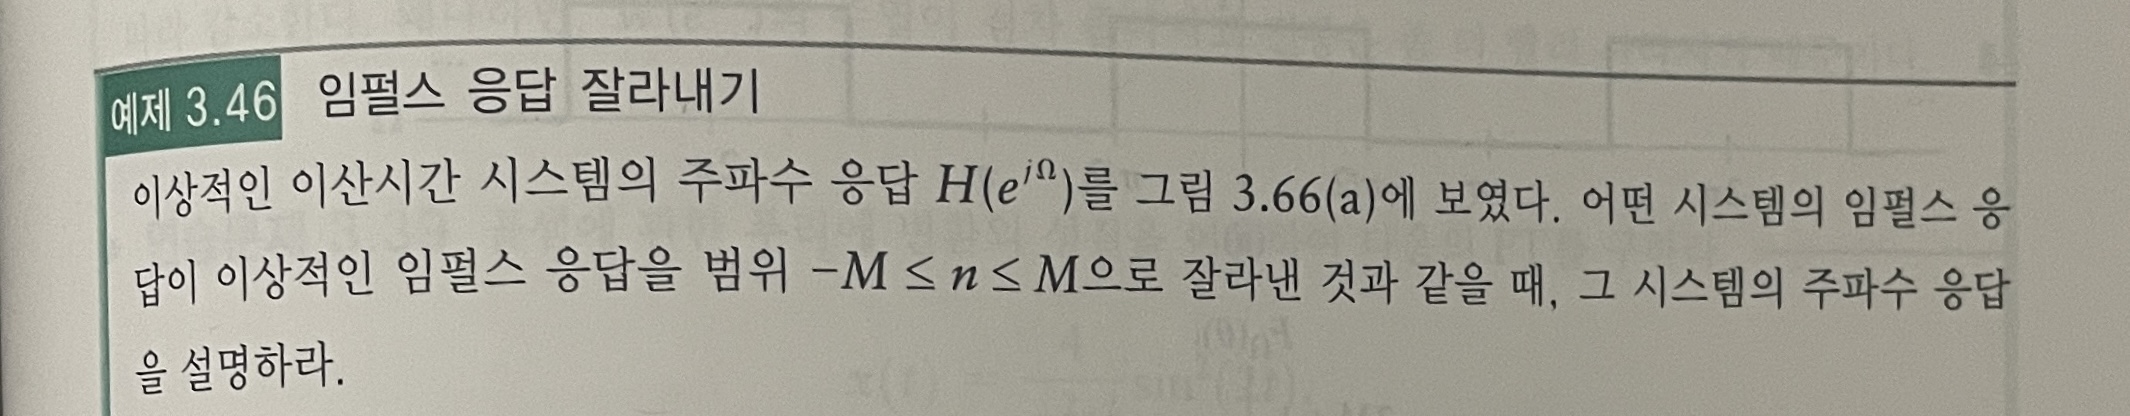 예제 3.46 임펄스 응답 잘라내기
이상적인 이산시간 시스템의 주파수 응답 H(e^{jΩ})를 그림 3.66(a)에 보였다. 어떤 시스템의 임펄스 응
답이 이상적인 임펄스 응답을 범위 −M ≤ n ≤ M으로 잘라낸 것과 같을 때, 그 시스템의 주파수 응답
을 설명하라.